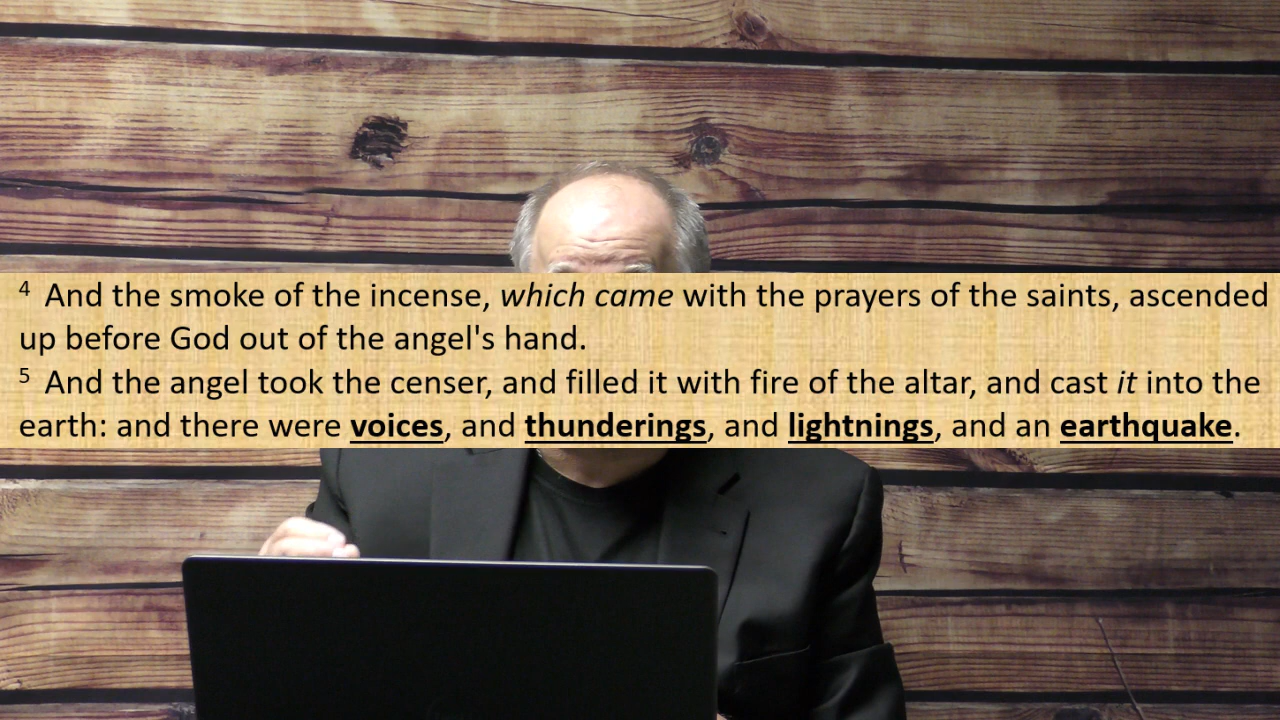 4 And the smoke of the incense, which came with the prayers of the saints, ascended
up before God out of the angel's hand.
5 And the angel took the censer, and filled it with fire of the altar, and cast it into the
earth: and there were voices, and thunderings, and lightnings, and an earthquake.